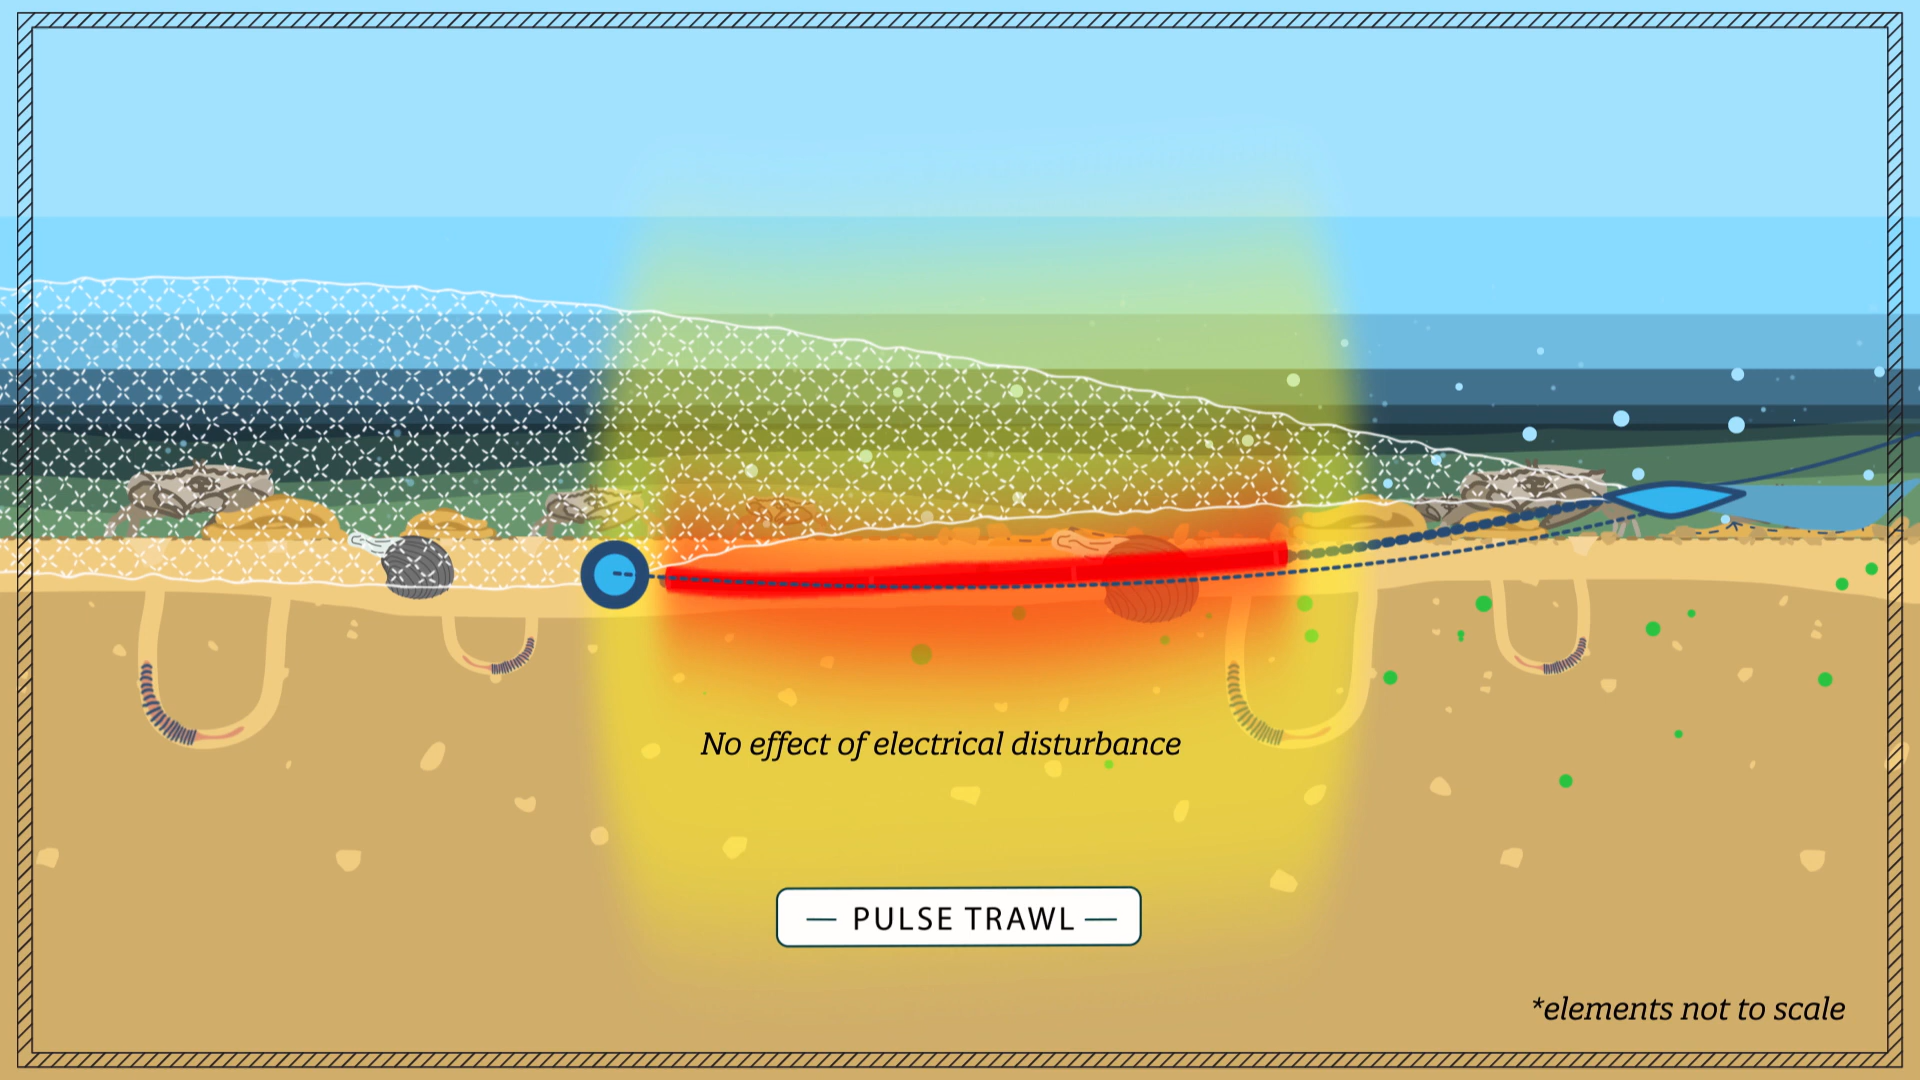 No effect of electrical disturbance
— PULSE TRAWL —
*elements not to scale